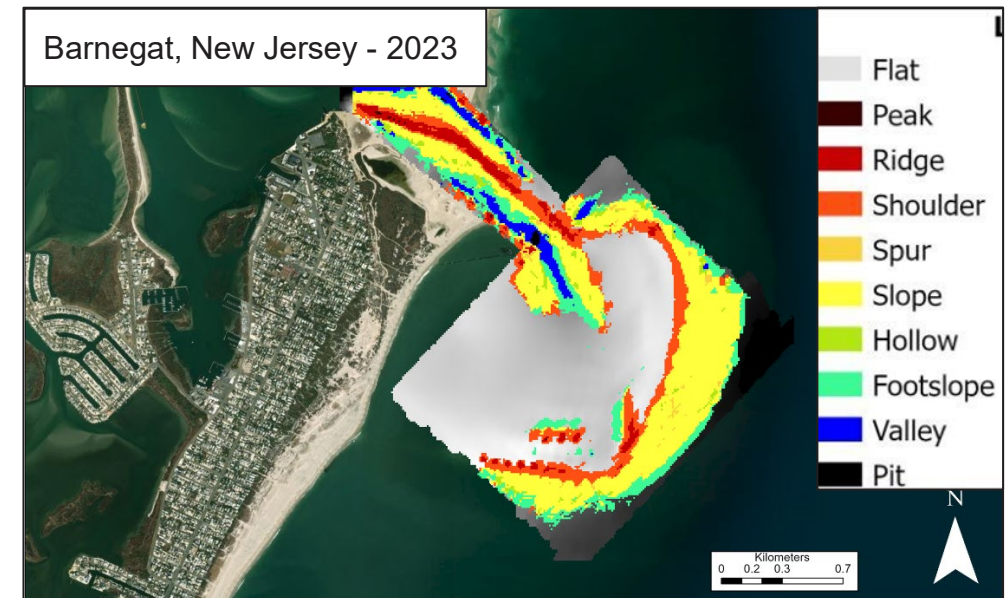 Barnegat, New Jersey - 2023
Flat
Peak
Ridge
Shoulder
Spur
Slope
Hollow
Footslope
Valley
Pit
N
Kilometers
0 0.2 0.3 0.7